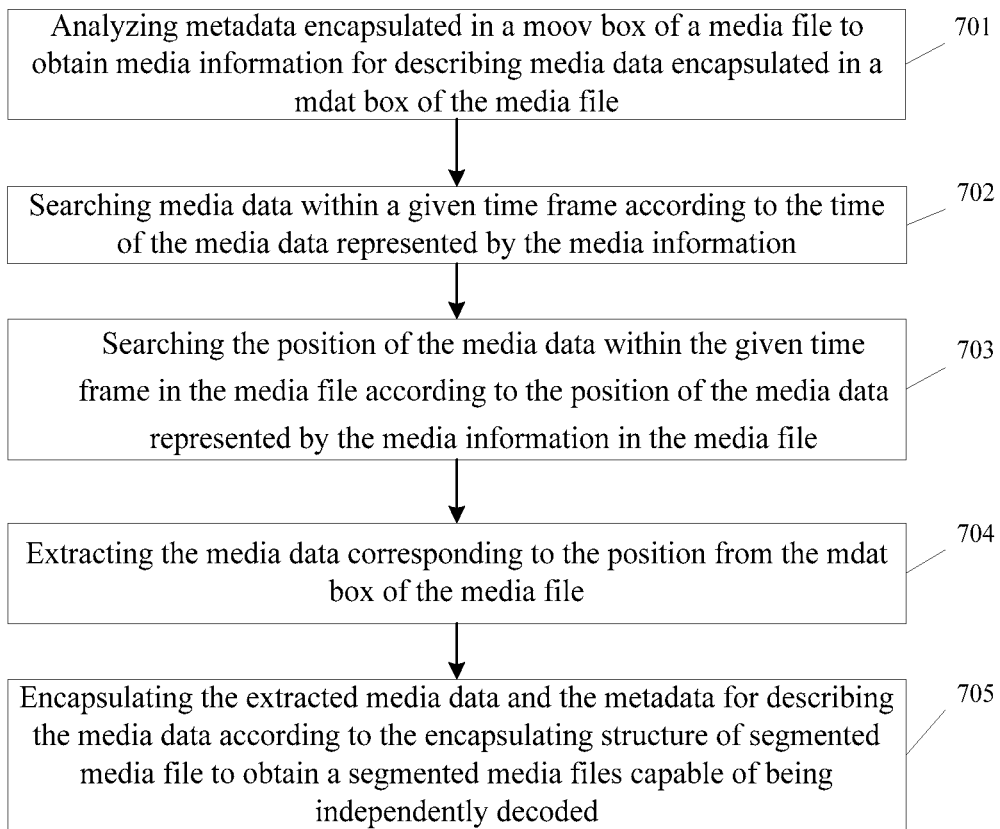 Analyzing metadata encapsulated in a moov box of a media file to
obtain media information for describing media data encapsulated in a
mdat box of the media file
701
Searching media data within a given time frame according to the time
of the media data represented by the media information
702
Searching the position of the media data within the given time
frame in the media file according to the position of the media data
represented by the media information in the media file
703
Extracting the media data corresponding to the position from the mdat
box of the media file
704
Encapsulating the extracted media data and the metadata for describing
the media data according to the encapsulating structure of segmented
media file to obtain a segmented media files capable of being
independently decoded
705